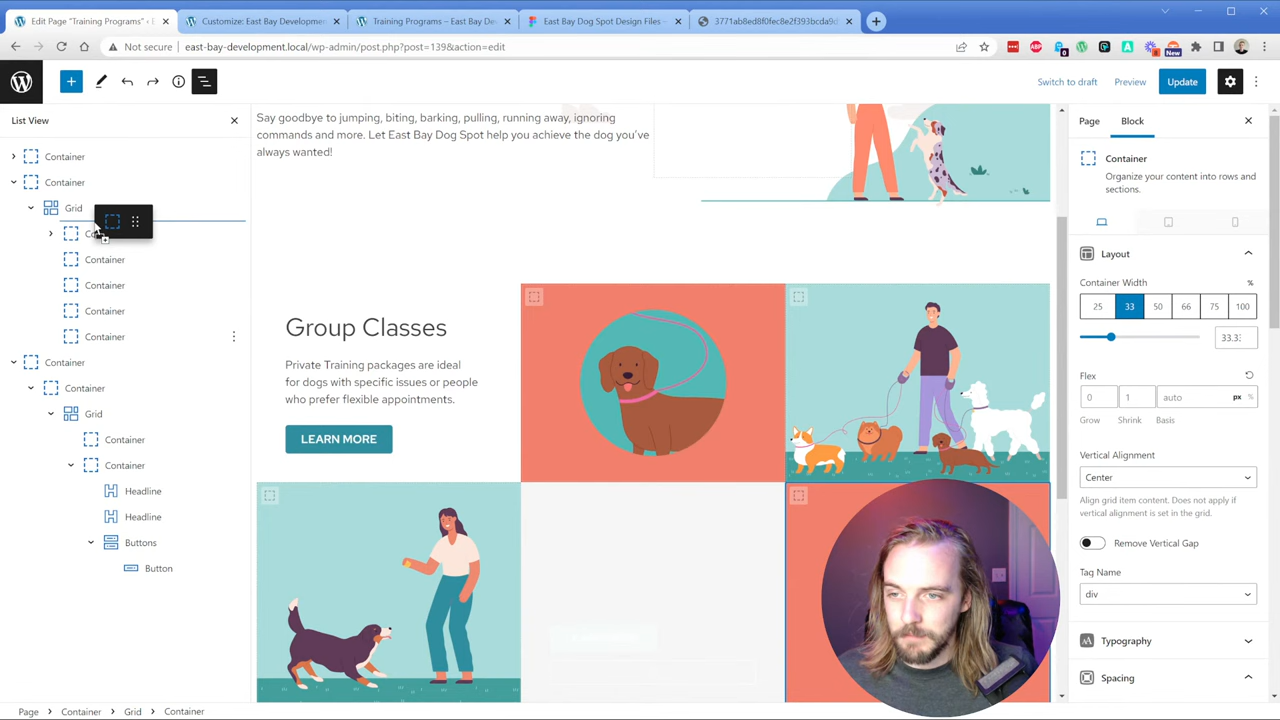 Edit Page "Training Programs" ‹ E
Customize: East Bay Development
Training Programs – East Bay De
East Bay Dog Spot Design Files –
3771ab8ed8f0fec8e2f393bcda9d
Not secure
east-bay-development.local/wp-admin/post.php?post=139&action=edit
New
Switch to draft
Preview
Update
List View
Container
Container
Grid
Container
Container
Container
Container
Container
Container
Grid
Container
Container
Headline
Headline
Buttons
Button
Say goodbye to jumping, biting, barking, pulling, running away, ignoring
commands and more. Let East Bay Dog Spot help you achieve the dog you've
always wanted!
Group Classes
Private Training packages are ideal
for dogs with specific issues or people
who prefer flexible appointments.
LEARN MORE
Page
Block
Container
Organize your content into rows and
sections.
Layout
Container Width
%
25
33
50
66
75
100
33.3
Flex
0
1
auto
px
%
Grow
Shrink
Basis
Vertical Alignment
Center
Align grid item content. Does not apply if
vertical alignment is set in the grid.
Remove Vertical Gap
Tag Name
div
Typography
Spacing
Page › Container › Grid › Container